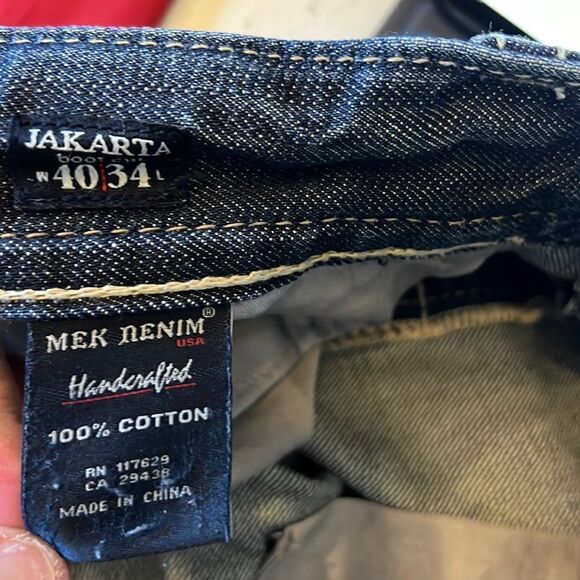 JAKARTA
boot cut
W 40|34 L
MEK DENIM®
USA
Handcrafted
100% COTTON
RN 117629
CA 29438
MADE IN CHINA